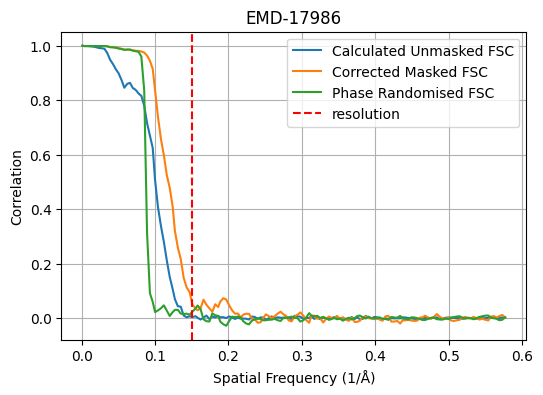 EMD-17986
Calculated Unmasked FSC
Corrected Masked FSC
Phase Randomised FSC
resolution
Correlation
1.0
0.8
0.6
0.4
0.2
0.0
0.0 0.1 0.2 0.3 0.4 0.5 0.6
Spatial Frequency (1/Å)